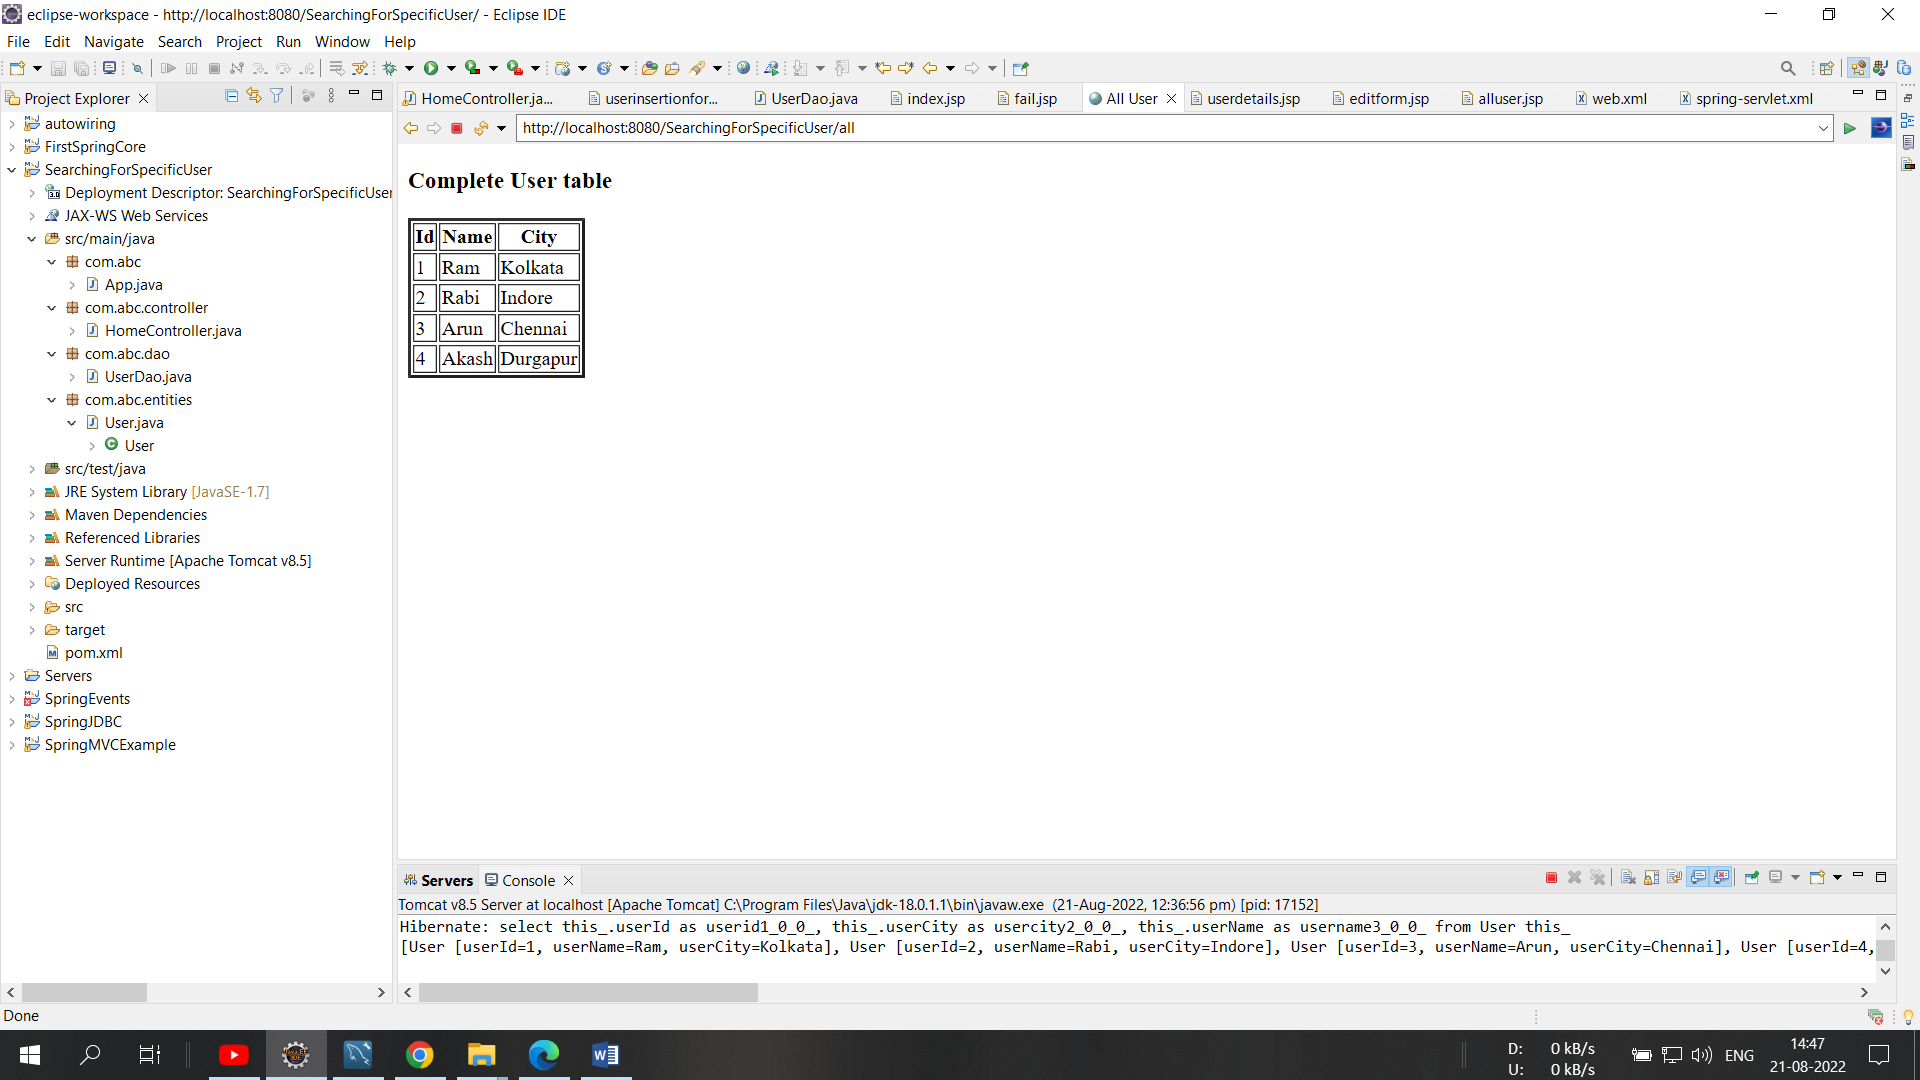 eclipse-workspace - http://localhost:8080/SearchingForSpecificUser/ - Eclipse IDE
File Edit Navigate Search Project Run Window Help
Project Explorer
autowiring
FirstSpringCore
SearchingForSpecificUser
Deployment Descriptor: SearchingForSpecificUser
JAX-WS Web Services
src/main/java
com.abc
App.java
com.abc.controller
HomeController.java
com.abc.dao
UserDao.java
com.abc.entities
User.java
User
src/test/java
JRE System Library [JavaSE-1.7]
Maven Dependencies
Referenced Libraries
Server Runtime [Apache Tomcat v8.5]
Deployed Resources
src
target
pom.xml
Servers
SpringEvents
SpringJDBC
SpringMVCExample
HomeController.ja... userinsertionfor... UserDao.java index.jsp fail.jsp All User userdetails.jsp editform.jsp alluser.jsp web.xml spring-servlet.xml
http://localhost:8080/SearchingForSpecificUser/all
Complete User table
Id Name City
1 Ram Kolkata
2 Rabi Indore
3 Arun Chennai
4 Akash Durgapur
Servers Console
Tomcat v8.5 Server at localhost [Apache Tomcat] C:\Program Files\Java\jdk-18.0.1.1\bin\javaw.exe (21-Aug-2022, 12:36:56 pm) [pid: 17152]
Hibernate: select this_.userId as userid1_0_0_, this_.userCity as usercity2_0_0_, this_.userName as username3_0_0_ from User this_
[User [userId=1, userName=Ram, userCity=Kolkata], User [userId=2, userName=Rabi, userCity=Indore], User [userId=3, userName=Arun, userCity=Chennai], User [userId=4,
Done
D: 0 kB/s
U: 0 kB/s
ENG
14:47
21-08-2022